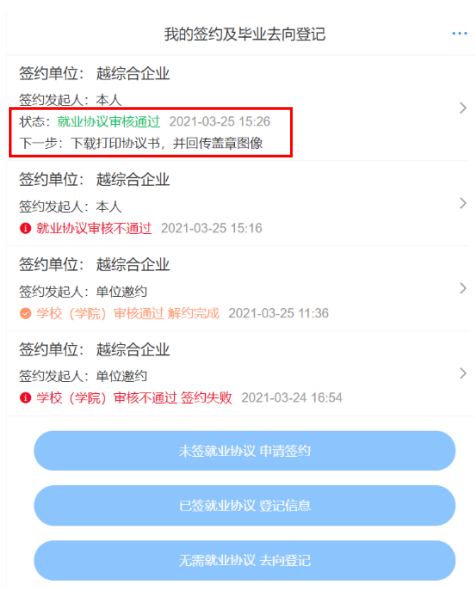 我的签约及毕业去向登记
签约单位： 越综合企业
签约发起人：本人
状态：就业协议审核通过 2021-03-25 15:26
下一步：下载打印协议书，并回传盖章图像
签约单位： 越综合企业
签约发起人：本人
就业协议审核不通过 2021-03-25 15:16
签约单位： 越综合企业
签约发起人：单位邀约
学校（学院）审核通过 解约完成 2021-03-25 11:36
签约单位： 越综合企业
签约发起人：单位邀约
学校（学院）审核不通过 签约失败 2021-03-24 16:54
未签就业协议 申请签约
已签就业协议 登记信息
无需就业协议 去向登记